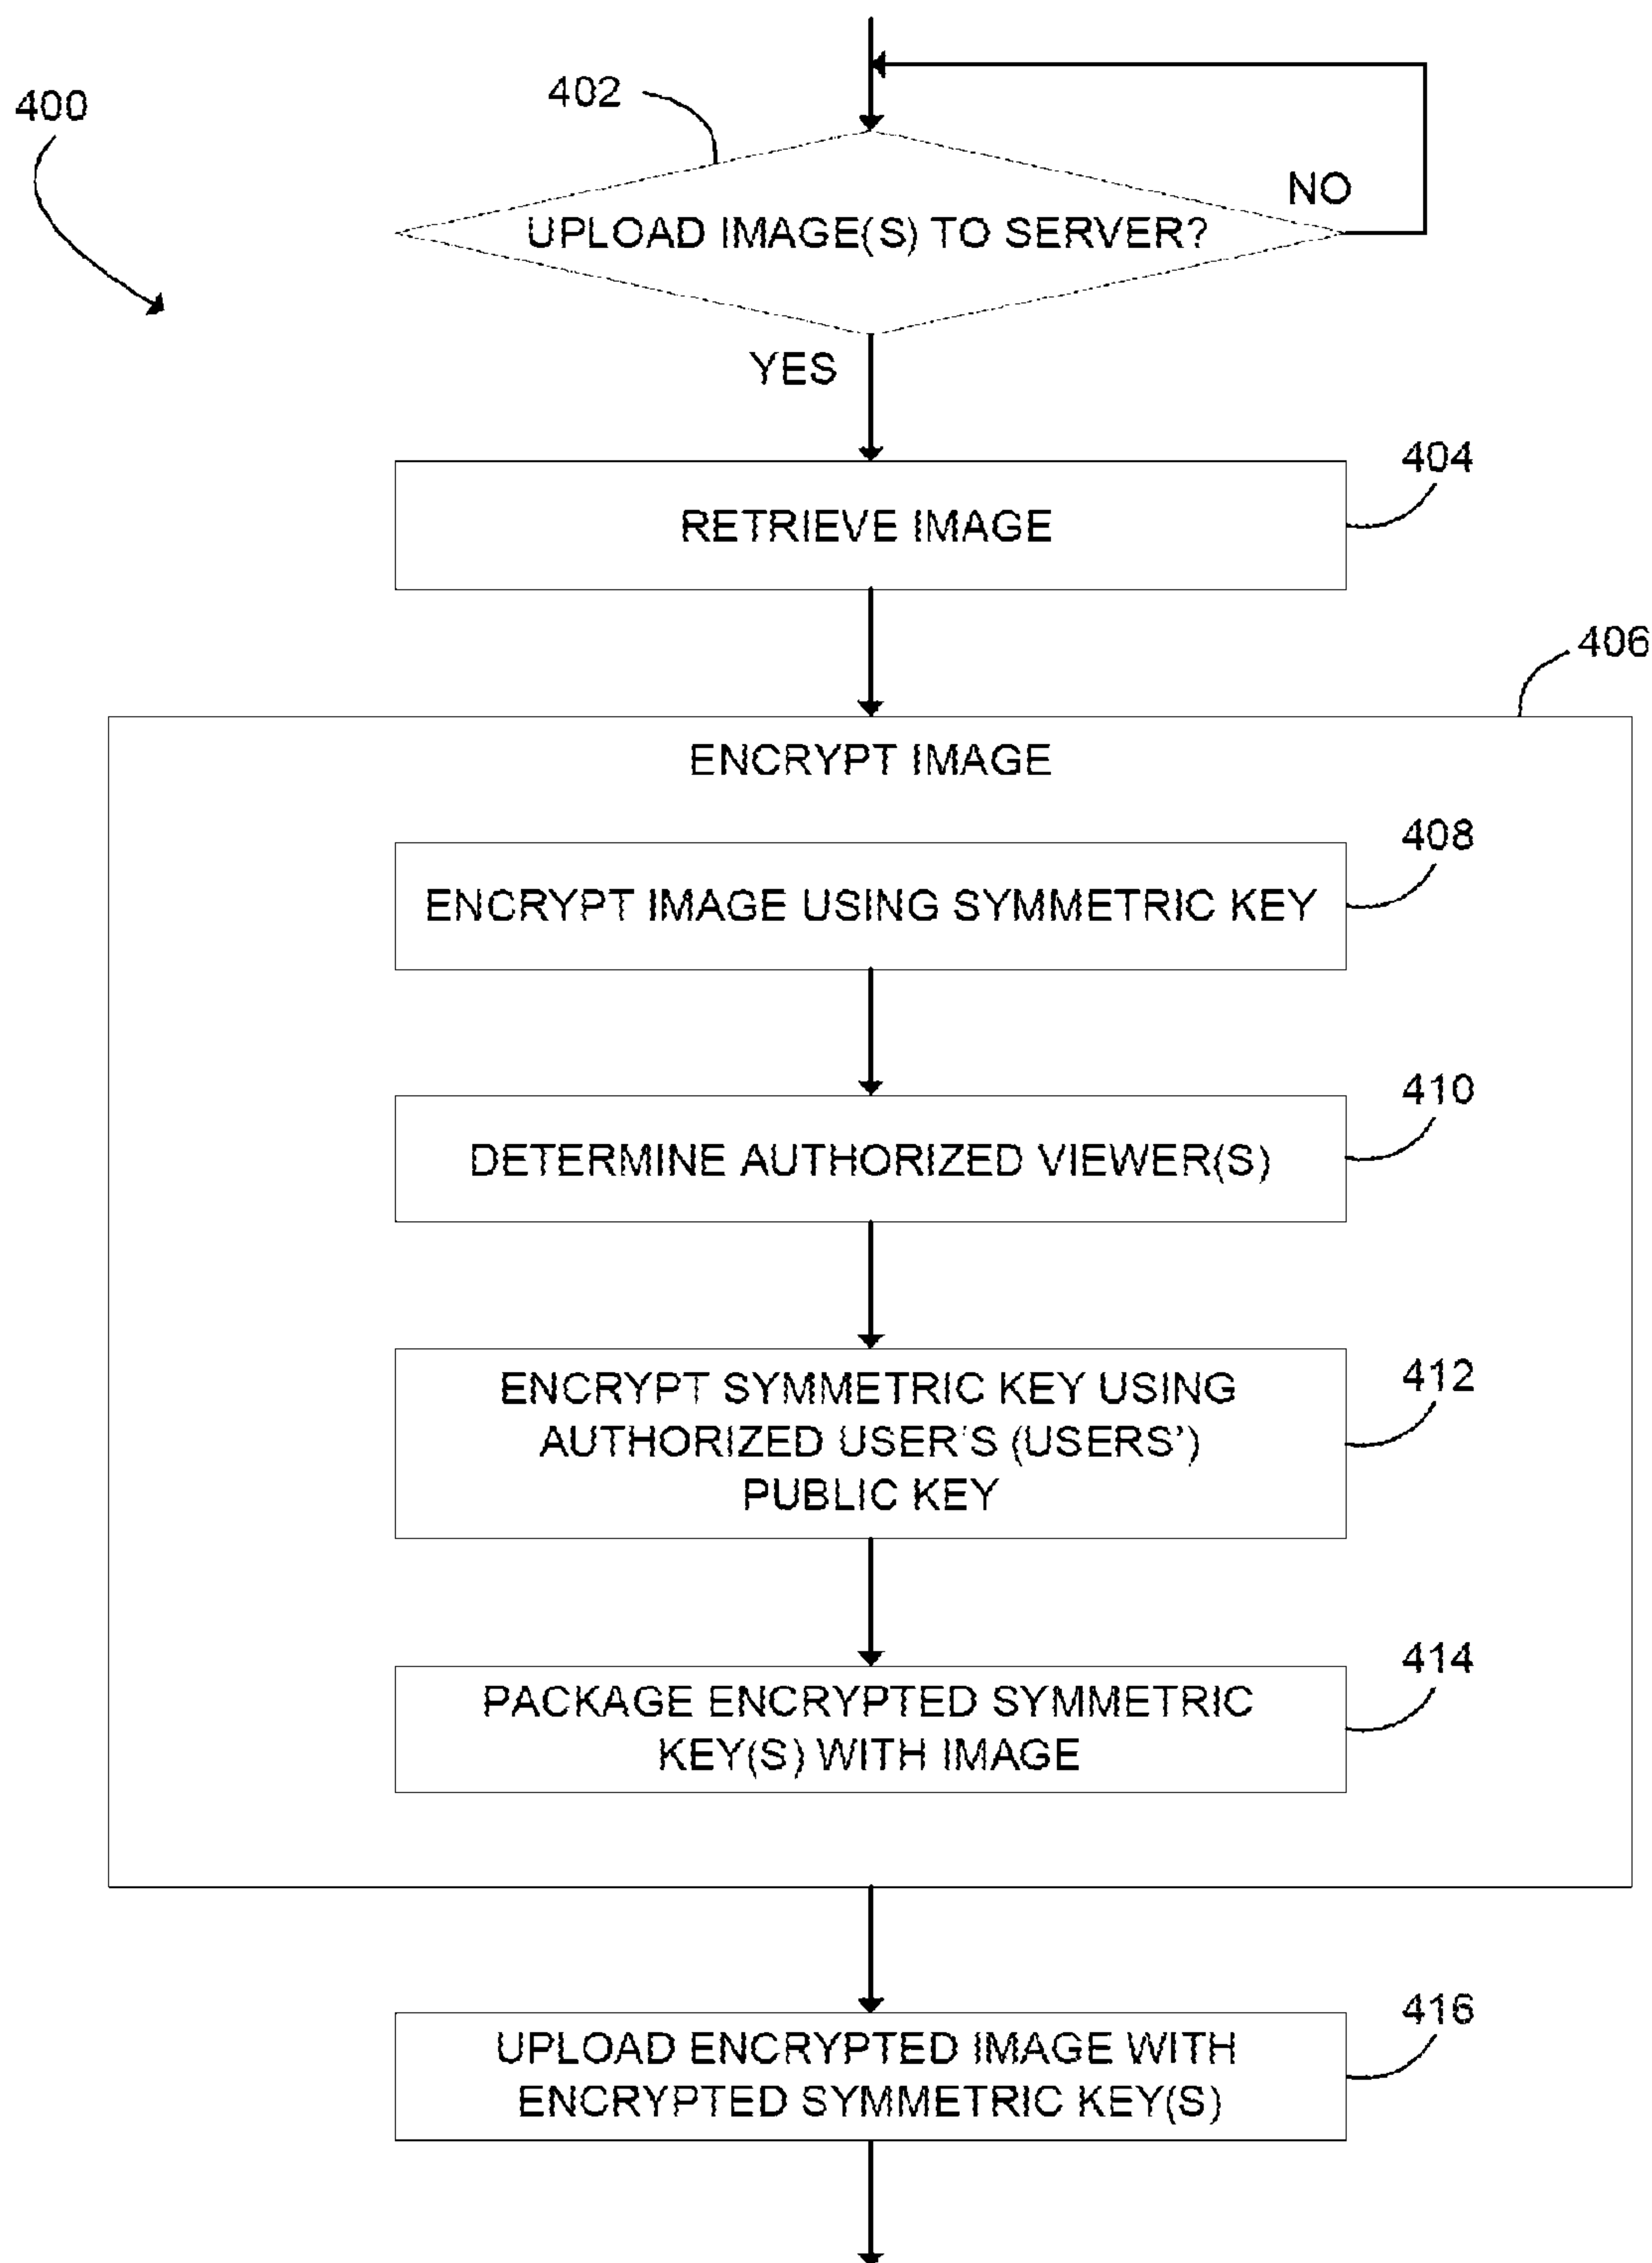 400
402
UPLOAD IMAGE(S) TO SERVER?
NO
YES
404
RETRIEVE IMAGE
406
ENCRYPT IMAGE
408
ENCRYPT IMAGE USING SYMMETRIC KEY
410
DETERMINE AUTHORIZED VIEWER(S)
412
ENCRYPT SYMMETRIC KEY USING
AUTHORIZED USER'S (USERS')
PUBLIC KEY
414
PACKAGE ENCRYPTED SYMMETRIC
KEY(S) WITH IMAGE
416
UPLOAD ENCRYPTED IMAGE WITH
ENCRYPTED SYMMETRIC KEY(S)